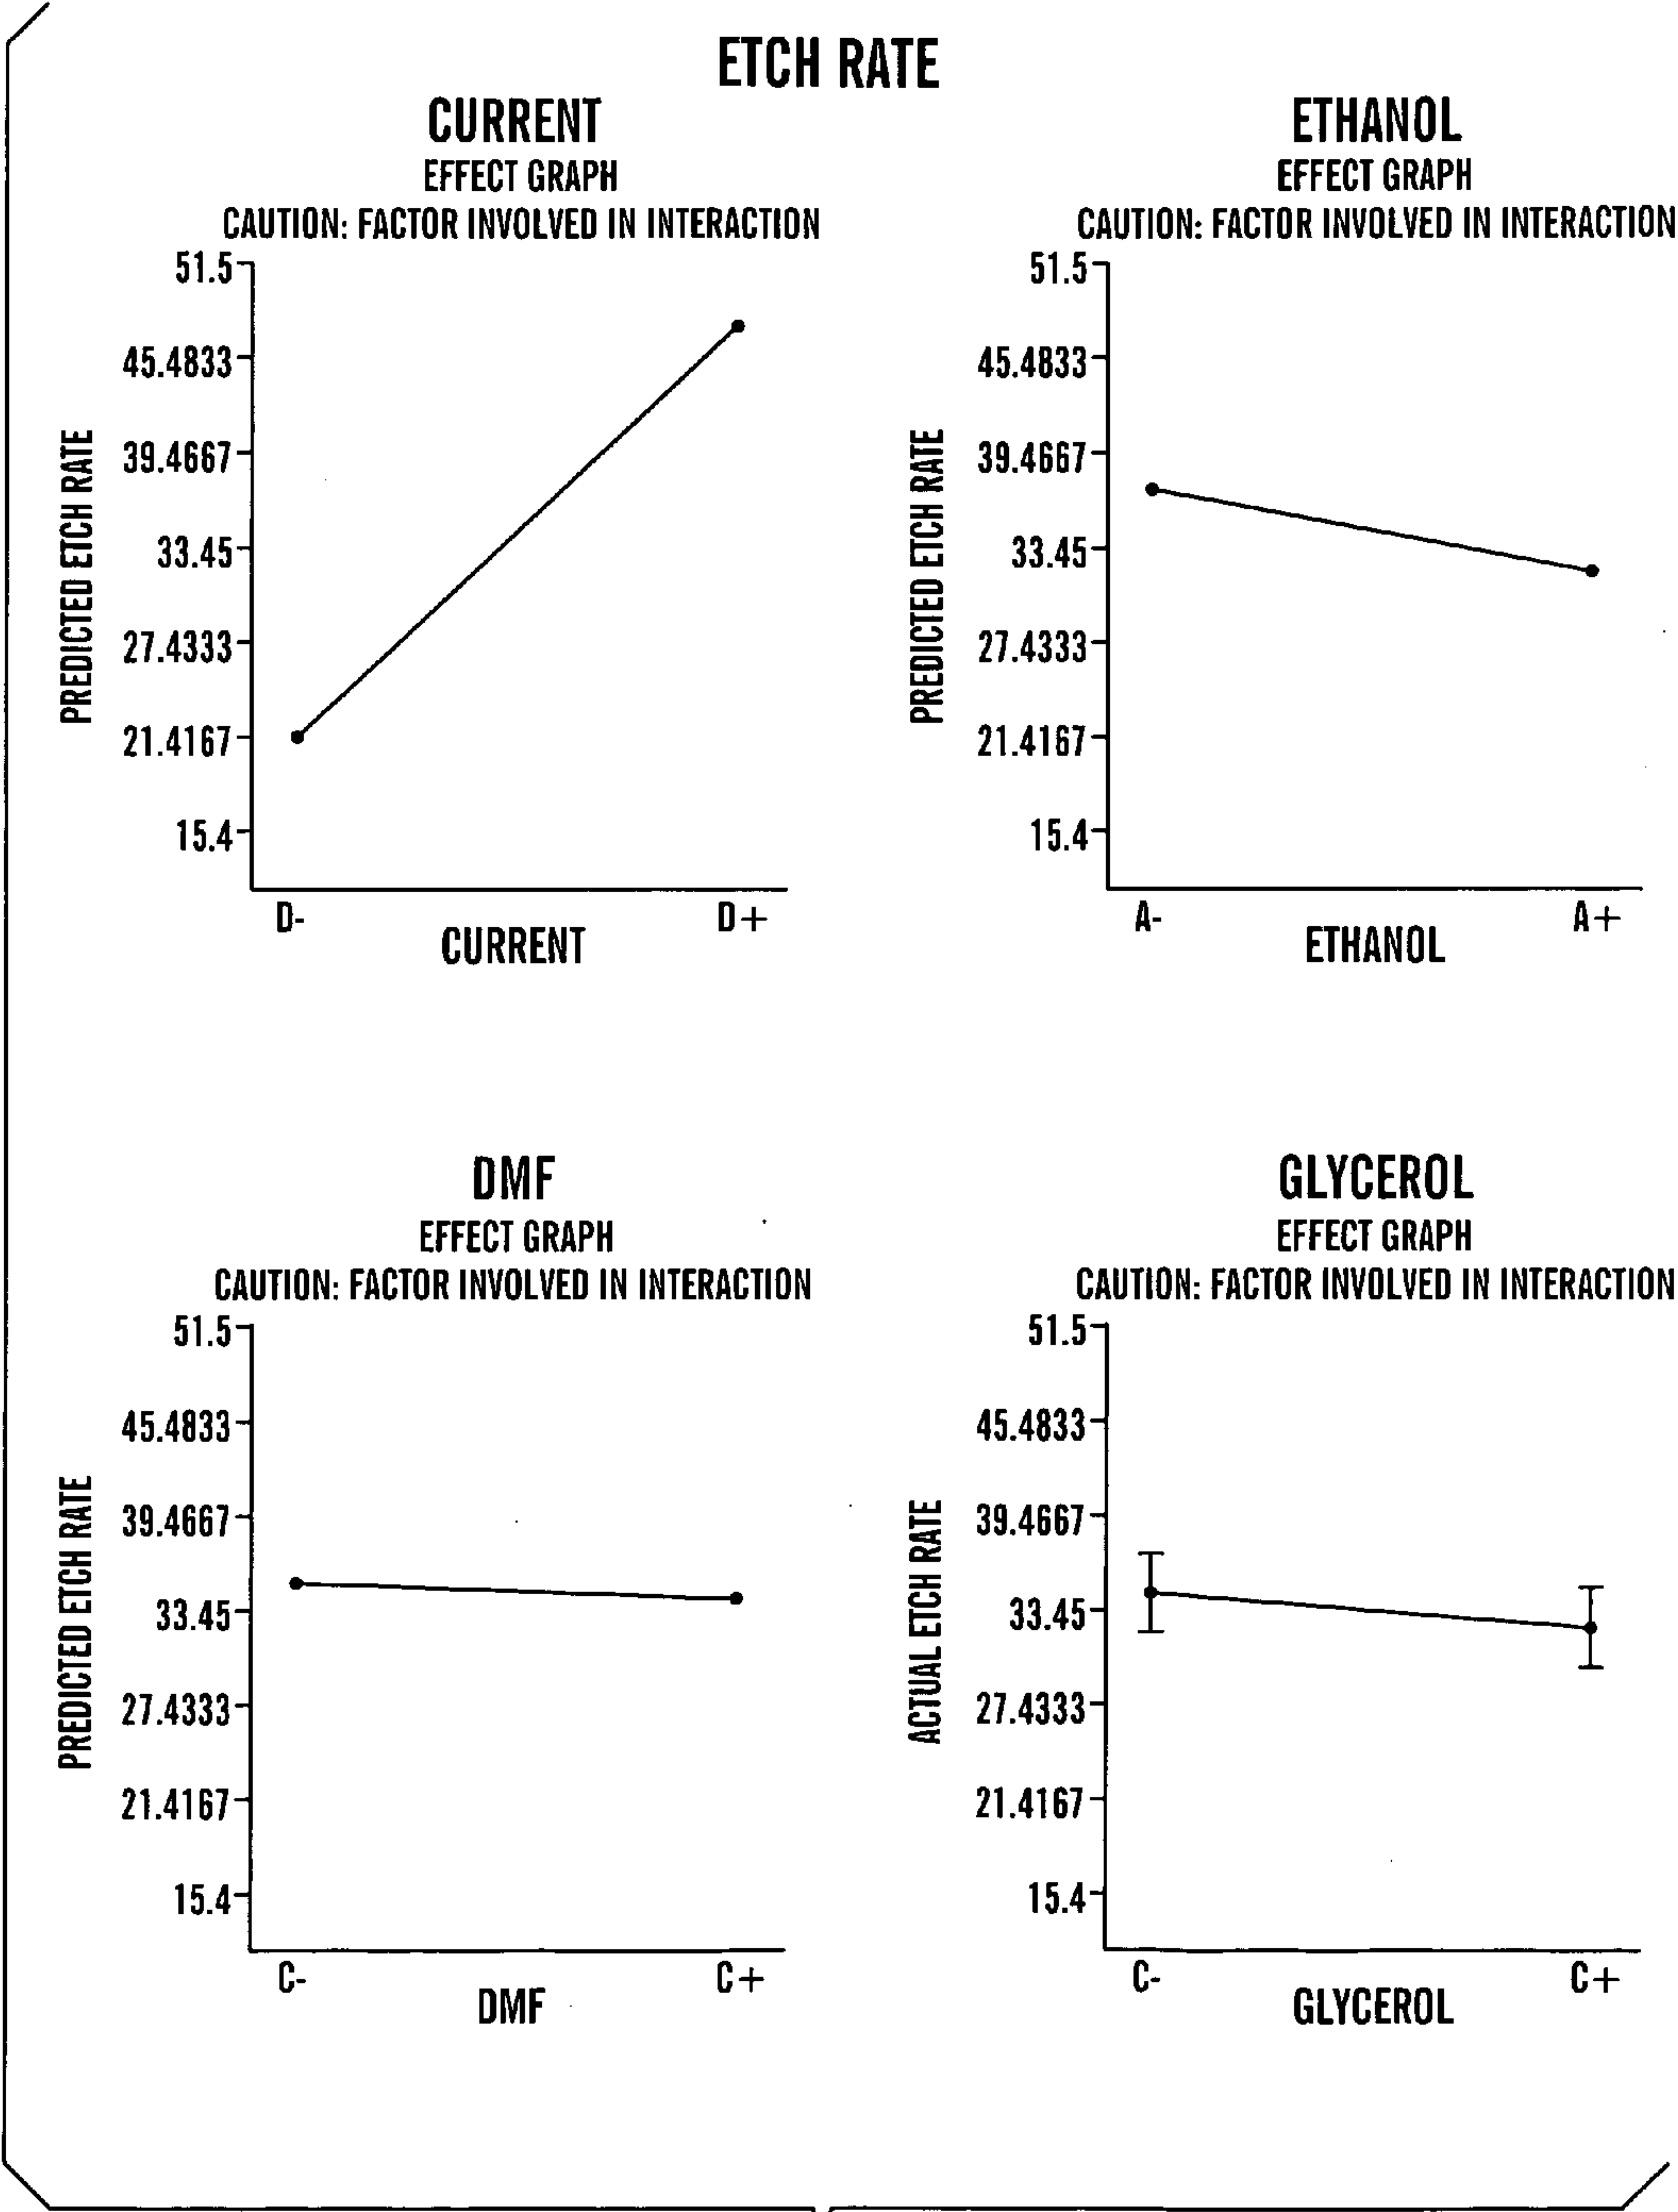 ETCH RATE
CURRENT
EFFECT GRAPH
CAUTION: FACTOR INVOLVED IN INTERACTION
51.5
45.4833
39.4667
33.45
27.4333
21.4167
15.4
PREDICTED ETCH RATE
D-
D+
CURRENT
ETHANOL
EFFECT GRAPH
CAUTION: FACTOR INVOLVED IN INTERACTION
51.5
45.4833
39.4667
33.45
27.4333
21.4167
15.4
PREDICTED ETCH RATE
A-
A+
ETHANOL
DMF
EFFECT GRAPH
CAUTION: FACTOR INVOLVED IN INTERACTION
51.5
45.4833
39.4667
33.45
27.4333
21.4167
15.4
PREDICTED ETCH RATE
C-
C+
DMF
GLYCEROL
EFFECT GRAPH
CAUTION: FACTOR INVOLVED IN INTERACTION
51.5
45.4833
39.4667
33.45
27.4333
21.4167
15.4
ACTUAL ETCH RATE
C-
C+
GLYCEROL